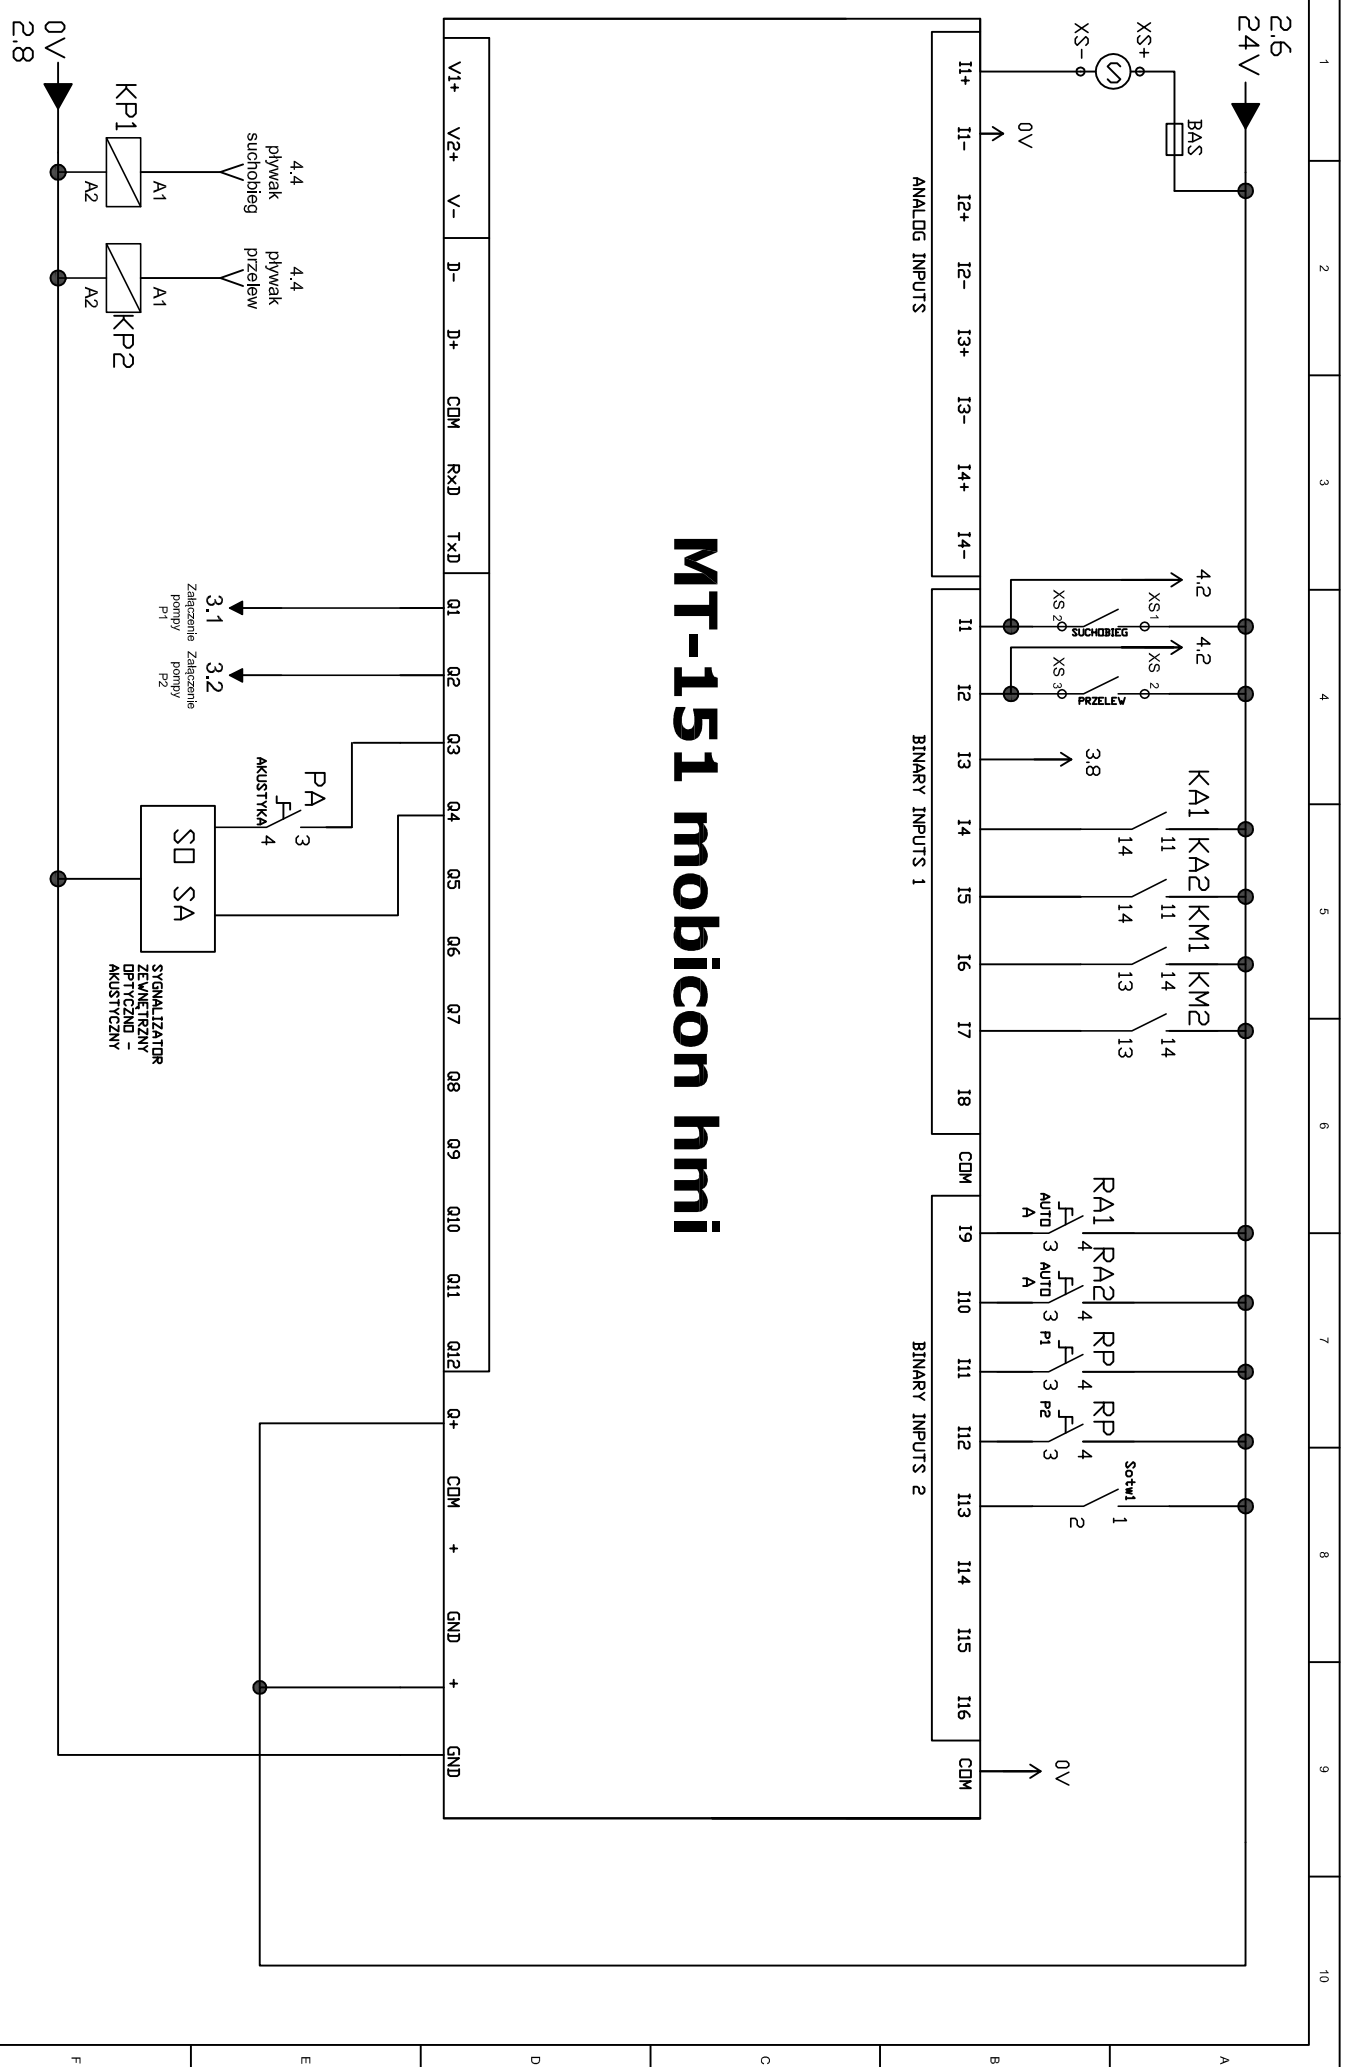 1
2
3
4
5
6
7
8
9
10
A
B
C
D
E
F
2.6
24V
XS+
XS-
BAS
0V
4.2
XS 1
XS 2
SUCHOBIEG
4.2
XS 2
XS 3
PRZELEW
3.8
KA1
11
14
KA2
11
14
KM1
14
13
KM2
14
13
RA1
AUTO
A
4
3
RA2
AUTO
A
4
3
RP
P1
4
3
RP
P2
4
3
Sotw1
1
2
0V
I1+
I1-
I2+
I2-
I3+
I3-
I4+
I4-
I1
I2
I3
I4
I5
I6
I7
I8
COM
I9
I10
I11
I12
I13
I14
I15
I16
COM
ANALOG INPUTS
BINARY INPUTS 1
BINARY INPUTS 2
MT-151 mobicon hmi
V1+
V2+
V-
D-
D+
COM
RxD
TxD
Q1
Q2
Q3
Q4
Q5
Q6
Q7
Q8
Q9
Q10
Q11
Q12
Q+
COM
+
GND
+
GND
4.4
pływak
suchobieg
4.4
pływak
przelew
KP1
A1
A2
KP2
A1
A2
3.1
Załączenie
pompy
P1
3.2
Załączenie
pompy
P2
PA
AKUSTYKA
3
4
SO SA
SYGNALIZATOR
ZEWNĘTRZNY
OPTYCZNO -
AKUSTYCZNY
0V
2.8